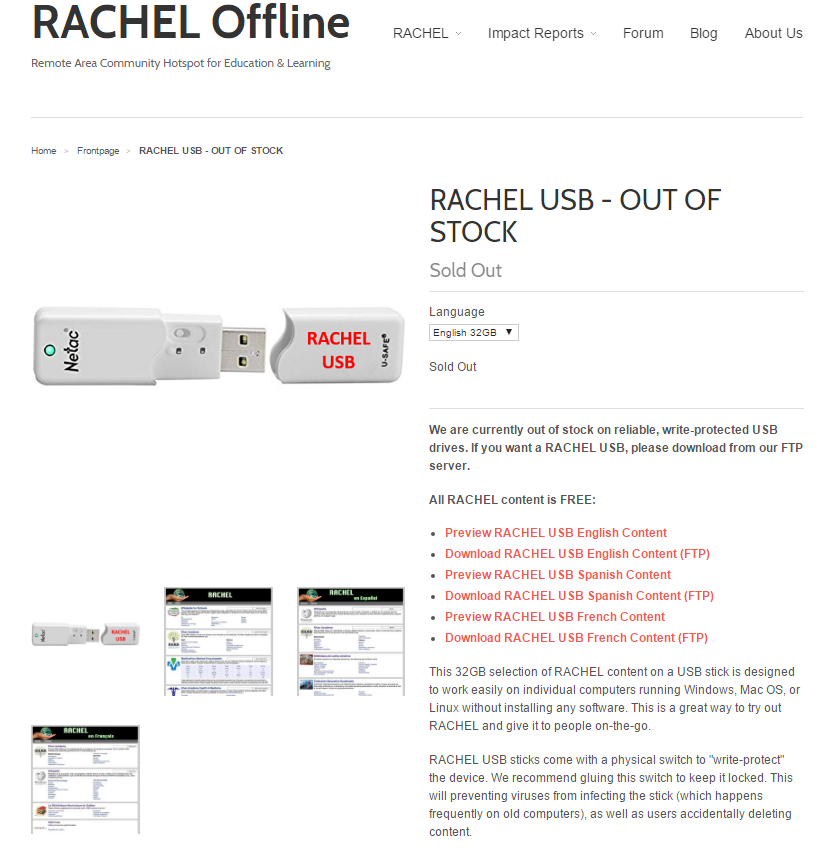 RACHEL Offline
Remote Area Community Hotspot for Education & Learning
RACHEL
Impact Reports
Forum
Blog
About Us
Home > Frontpage > RACHEL USB - OUT OF STOCK
Netac®
RACHEL
USB
U-SAFE®
RACHEL
RACHEL
en Español
RACHEL
en Français
RACHEL USB - OUT OF
STOCK
Sold Out
Language
English 32GB
Sold Out
We are currently out of stock on reliable, write-protected USB
drives. If you want a RACHEL USB, please download from our FTP
server.
All RACHEL content is FREE:
• Preview RACHEL USB English Content
• Download RACHEL USB English Content (FTP)
• Preview RACHEL USB Spanish Content
• Download RACHEL USB Spanish Content (FTP)
• Preview RACHEL USB French Content
• Download RACHEL USB French Content (FTP)
This 32GB selection of RACHEL content on a USB stick is designed
to work easily on individual computers running Windows, Mac OS, or
Linux without installing any software. This is a great way to try out
RACHEL and give it to people on-the-go.
RACHEL USB sticks come with a physical switch to "write-protect"
the device. We recommend gluing this switch to keep it locked. This
will preventing viruses from infecting the stick (which happens
frequently on old computers), as well as users accidentally deleting
content.